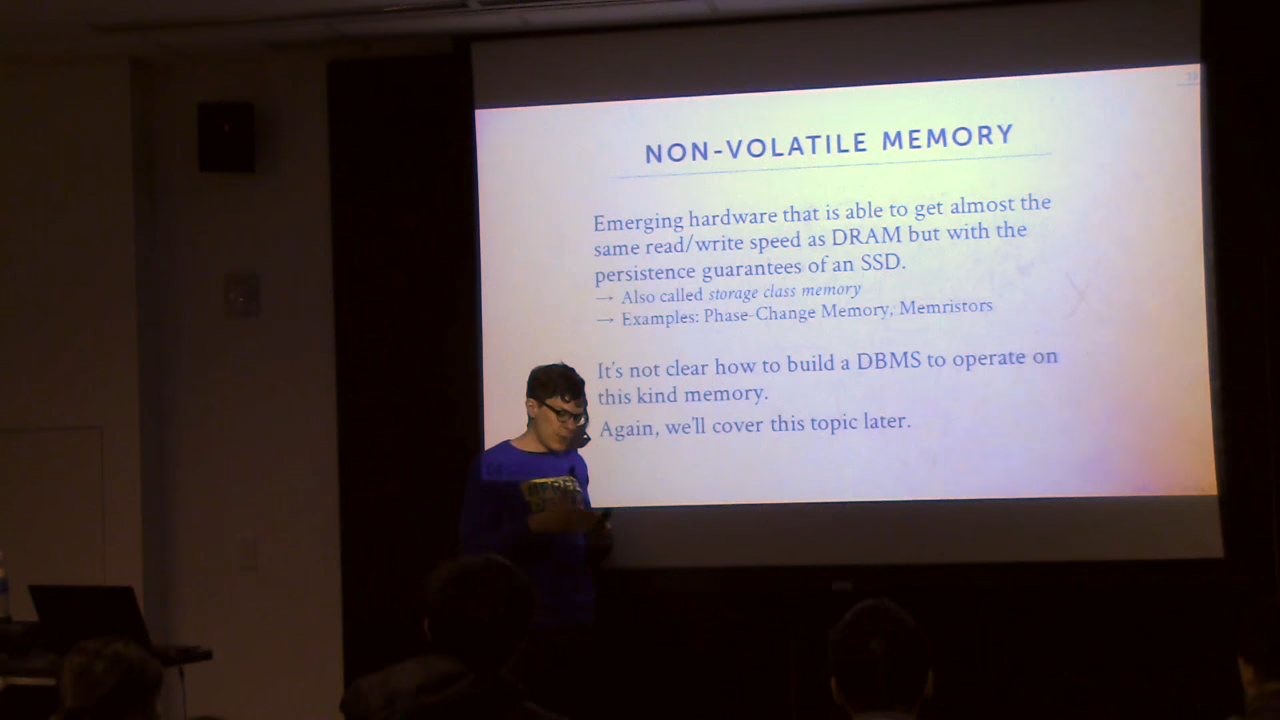 NON-VOLATILE MEMORY
Emerging hardware that is able to get almost the
same read/write speed as DRAM but with the
persistence guarantees of an SSD.
→ Also called storage class memory
→ Examples: Phase-Change Memory, Memristors
It's not clear how to build a DBMS to operate on
this kind memory.
Again, we'll cover this topic later.